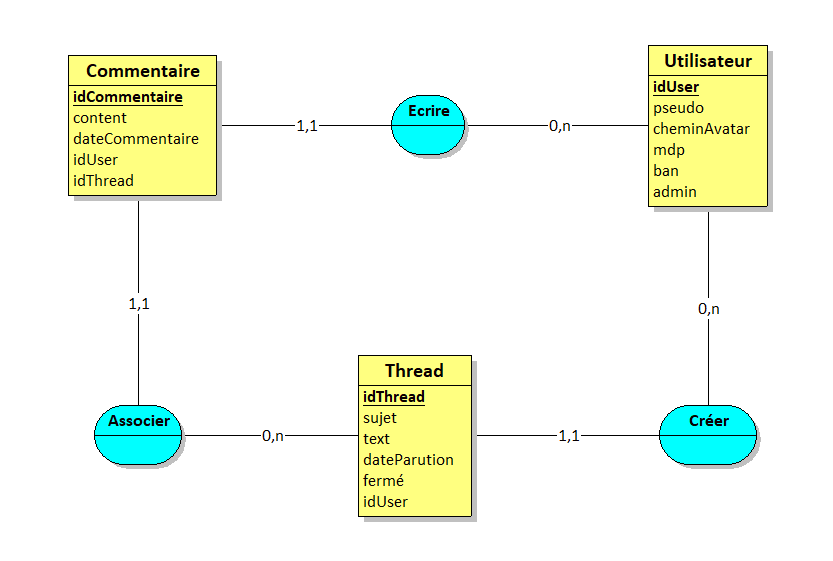 Commentaire
idCommentaire
content
dateCommentaire
idUser
idThread
1,1
Ecrire
0,n
Utilisateur
idUser
pseudo
cheminAvatar
mdp
ban
admin
1,1
0,n
Associer
0,n
Thread
idThread
sujet
text
dateParution
fermé
idUser
1,1
Créer